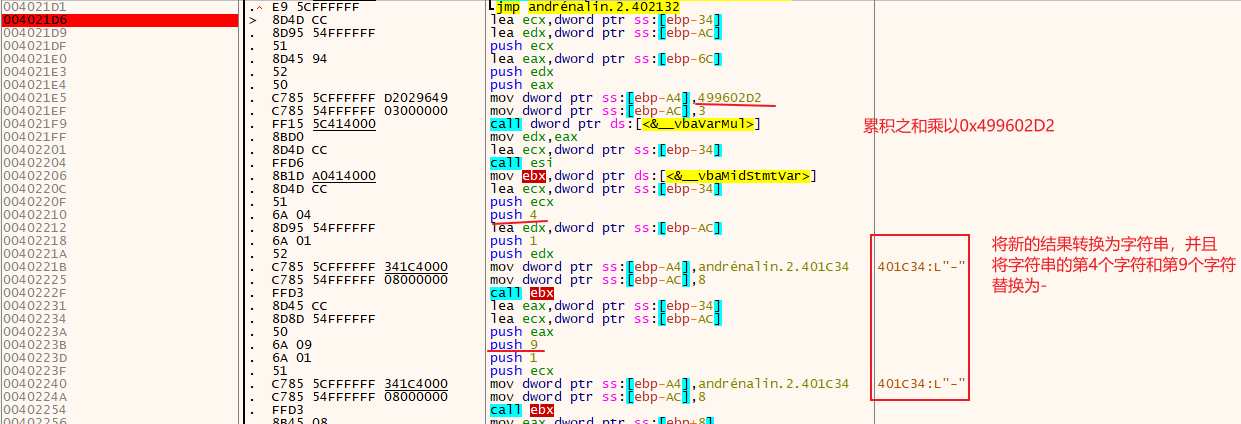 004021D1 .^ E9 5CFFFFFF jmp andrénalin.2.402132
004021D6 > 8D4D CC lea ecx,dword ptr ss:[ebp-34]
004021D9 . 8D95 54FFFFFF lea edx,dword ptr ss:[ebp-AC]
004021DF . 51 push ecx
004021E0 . 8D45 94 lea eax,dword ptr ss:[ebp-6C]
004021E3 . 52 push edx
004021E4 . 50 push eax
004021E5 . C785 5CFFFFFF D2029649 mov dword ptr ss:[ebp-A4],499602D2
004021EF . C785 54FFFFFF 03000000 mov dword ptr ss:[ebp-AC],3
004021F9 . FF15 5C414000 call dword ptr ds:[<&__vbaVarMul>] 累积之和乘以0x499602D2
004021FF . 8BD0 mov edx,eax
00402201 . 8D4D CC lea ecx,dword ptr ss:[ebp-34]
00402204 . FFD6 call esi
00402206 . 8B1D A0414000 mov ebx,dword ptr ds:[<&__vbaMidStmtVar>]
0040220C . 8D4D CC lea ecx,dword ptr ss:[ebp-34]
0040220F . 51 push ecx
00402210 . 6A 04 push 4
00402212 . 8D95 54FFFFFF lea edx,dword ptr ss:[ebp-AC]
00402218 . 6A 01 push 1
0040221A . 52 push edx
0040221B . C785 5CFFFFFF 341C4000 mov dword ptr ss:[ebp-A4],andrénalin.2.401C34 401C34:L"-"
00402225 . C785 54FFFFFF 08000000 mov dword ptr ss:[ebp-AC],8
0040222F . FFD3 call ebx
00402231 . 8D45 CC lea eax,dword ptr ss:[ebp-34]
00402234 . 8D8D 54FFFFFF lea ecx,dword ptr ss:[ebp-AC]
0040223A . 50 push eax
0040223B . 6A 09 push 9
0040223D . 6A 01 push 1
0040223F . 51 push ecx
00402240 . C785 5CFFFFFF 341C4000 mov dword ptr ss:[ebp-A4],andrénalin.2.401C34 401C34:L"-"
0040224A . C785 54FFFFFF 08000000 mov dword ptr ss:[ebp-AC],8
00402254 . FFD3 call ebx
00402256 . 8B45 08 mov eax,dword ptr ss:[ebp+8]
将新的结果转换为字符串，并且
将字符串的第4个字符和第9个字符
替换为-